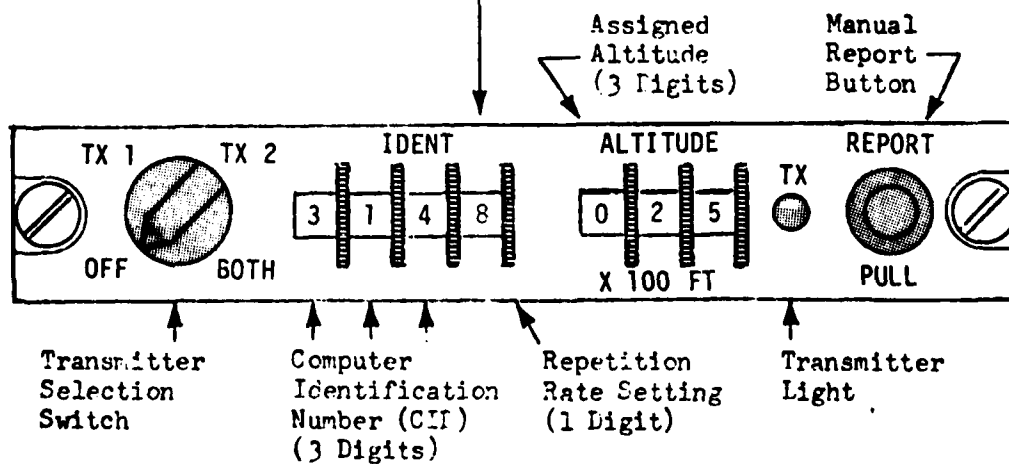 Assigned
Altitude
(3 Digits)
Manual
Report
Button
IDENT
ALTITUDE
REPORT
TX 1
TX 2
TX
3 1 4 8
0 2 5
OFF
BOTH
X 100 FT
PULL
Transmitter
Selection
Switch
Computer
Identification
Number (CID)
(3 Digits)
Repetition
Rate Setting
(1 Digit)
Transmitter
Light